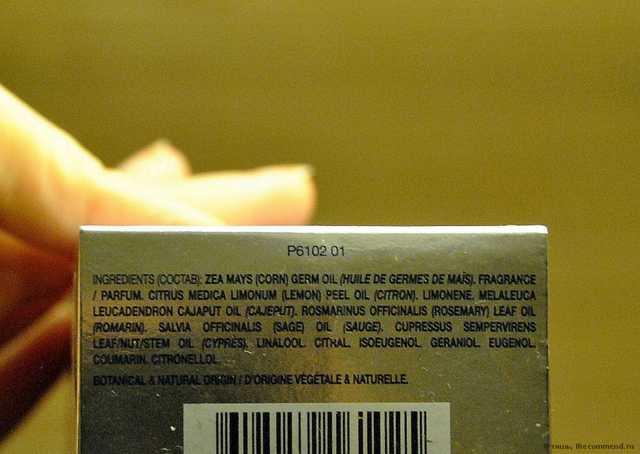 P6102 01
INGREDIENTS (СОСТАВ): ZEA MAYS (CORN) GERM OIL (HUILE DE GERMES DE MAÏS). FRAGRANCE
/ PARFUM. CITRUS MEDICA LIMONUM (LEMON) PEEL OIL (CITRON). LIMONENE. MELALEUCA
LEUCADENDRON CAJAPUT OIL (CAJEPUT). ROSMARINUS OFFICINALIS (ROSEMARY) LEAF OIL
(ROMARIN). SALVIA OFFICINALIS (SAGE) OIL (SAUGE). CUPRESSUS SEMPERVIRENS
LEAF/NUT/STEM OIL (CYPRÈS). LINALOOL. CITRAL. ISOEUGENOL. GERANIOL. EUGENOL.
COUMARIN. CITRONELLOL.
BOTANICAL & NATURAL ORIGIN / D'ORIGINE VÉGÉTALE & NATURELLE.
irecommend.ru